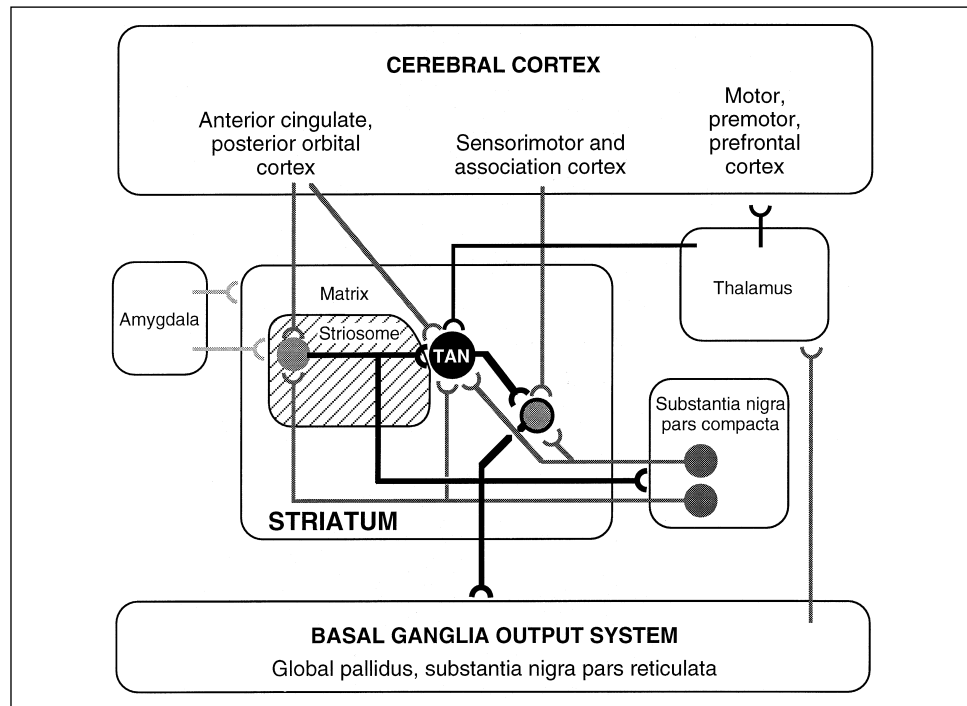 CEREBRAL CORTEX
Anterior cingulate,
posterior orbital
cortex
Sensorimotor and
association cortex
Motor,
premotor,
prefrontal
cortex
Amygdala
Matrix
Striosome
TAN
Thalamus
Substantia nigra
pars compacta
STRIATUM
BASAL GANGLIA OUTPUT SYSTEM
Global pallidus, substantia nigra pars reticulata